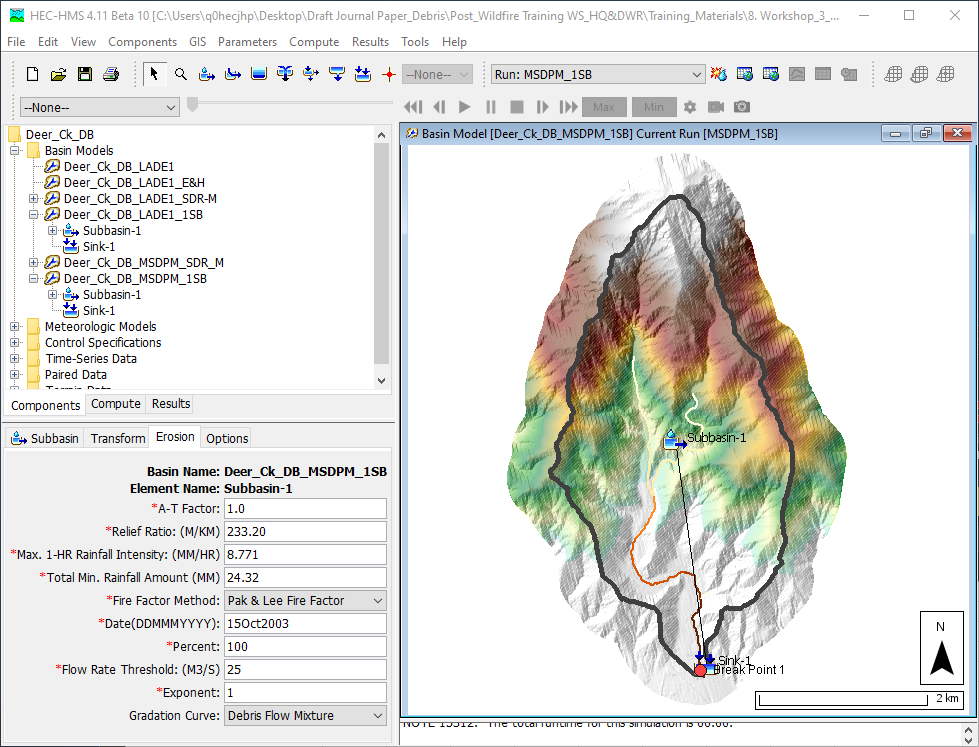 HEC-HMS 4.11 Beta 10 [C:\Users\q0hecjhp\Desktop\Draft Journal Paper_Debris\Post_Wildfire Training WS_HQ&DWR\Training_Materials\8. Workshop_3_...
File Edit View Components GIS Parameters Compute Results Tools Help
--None-- Run: MSDPM_1SB
--None-- Max Min
Deer_Ck_DB
Basin Models
Deer_Ck_DB_LADE1
Deer_Ck_DB_LADE1_E&H
Deer_Ck_DB_LADE1_SDR-M
Deer_Ck_DB_LADE1_1SB
Subbasin-1
Sink-1
Deer_Ck_DB_MSDPM_SDR_M
Deer_Ck_DB_MSDPM_1SB
Subbasin-1
Sink-1
Meteorologic Models
Control Specifications
Time-Series Data
Paired Data
Terrain Data
Components Compute Results
Subbasin Transform Erosion Options
Basin Name: Deer_Ck_DB_MSDPM_1SB
Element Name: Subbasin-1
*A-T Factor: 1.0
*Relief Ratio: (M/KM) 233.20
*Max. 1-HR Rainfall Intensity: (MM/HR) 8.771
*Total Min. Rainfall Amount (MM) 24.32
*Fire Factor Method: Pak & Lee Fire Factor
*Date(DDMMMYYYY): 15Oct2003
*Percent: 100
*Flow Rate Threshold: (M3/S) 25
*Exponent: 1
Gradation Curve: Debris Flow Mixture
Basin Model [Deer_Ck_DB_MSDPM_1SB] Current Run [MSDPM_1SB]
Subbasin-1
Sink-1
Break Point 1
N
2 km
NOTE 15312: The total runtime for this simulation is 00:00.